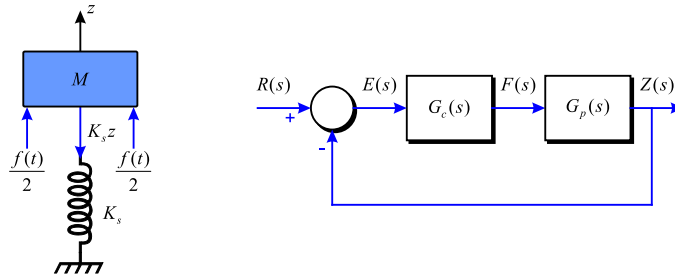 z
M
K_s z
f(t)/2
f(t)/2
K_s
R(s)
+
-
E(s)
G_c(s)
F(s)
G_p(s)
Z(s)